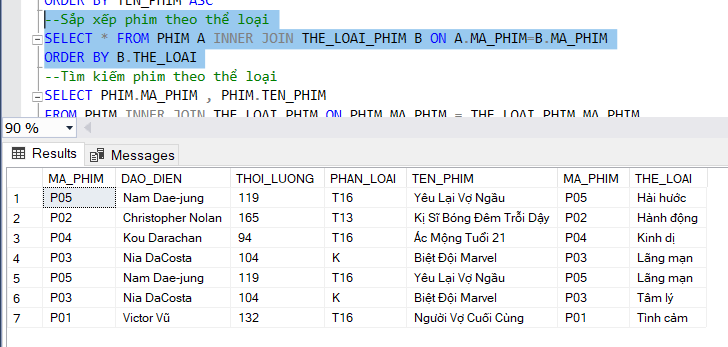 ORDER BY TEN_PHIM ASC
--Sắp xếp phim theo thể loại
SELECT * FROM PHIM A INNER JOIN THE_LOAI_PHIM B ON A.MA_PHIM=B.MA_PHIM
ORDER BY B.THE_LOAI
--Tìm kiếm phim theo thể loại
SELECT PHIM.MA_PHIM , PHIM.TEN_PHIM
FROM PHIM INNER JOIN THE_LOAI_PHIM ON PHIM.MA_PHIM = THE_LOAI_PHIM.MA_PHIM
90 %
Results Messages
MA_PHIM DAO_DIEN THOI_LUONG PHAN_LOAI TEN_PHIM MA_PHIM THE_LOAI
1 P05 Nam Dae-jung 119 T16 Yêu Lại Vợ Ngầu P05 Hài hước
2 P02 Christopher Nolan 165 T13 Kị Sĩ Bóng Đêm Trỗi Dậy P02 Hành động
3 P04 Kou Darachan 94 T16 Ác Mộng Tuổi 21 P04 Kinh dị
4 P03 Nia DaCosta 104 K Biệt Đội Marvel P03 Lãng mạn
5 P05 Nam Dae-jung 119 T16 Yêu Lại Vợ Ngầu P05 Lãng mạn
6 P03 Nia DaCosta 104 K Biệt Đội Marvel P03 Tâm lý
7 P01 Victor Vũ 132 T16 Người Vợ Cuối Cùng P01 Tình cảm